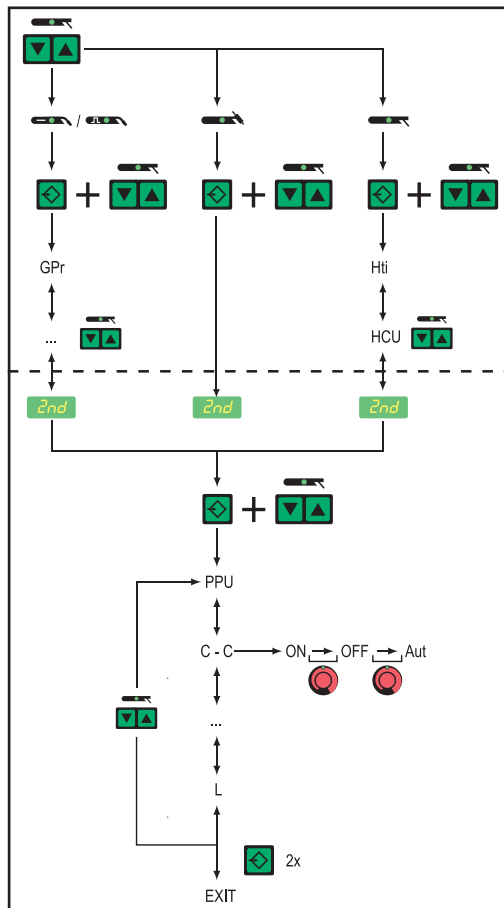 /
+ + +
GPr Hti
... HCU
2nd 2nd 2nd
+
PPU
C - C ON OFF Aut
...
L
2x
EXIT